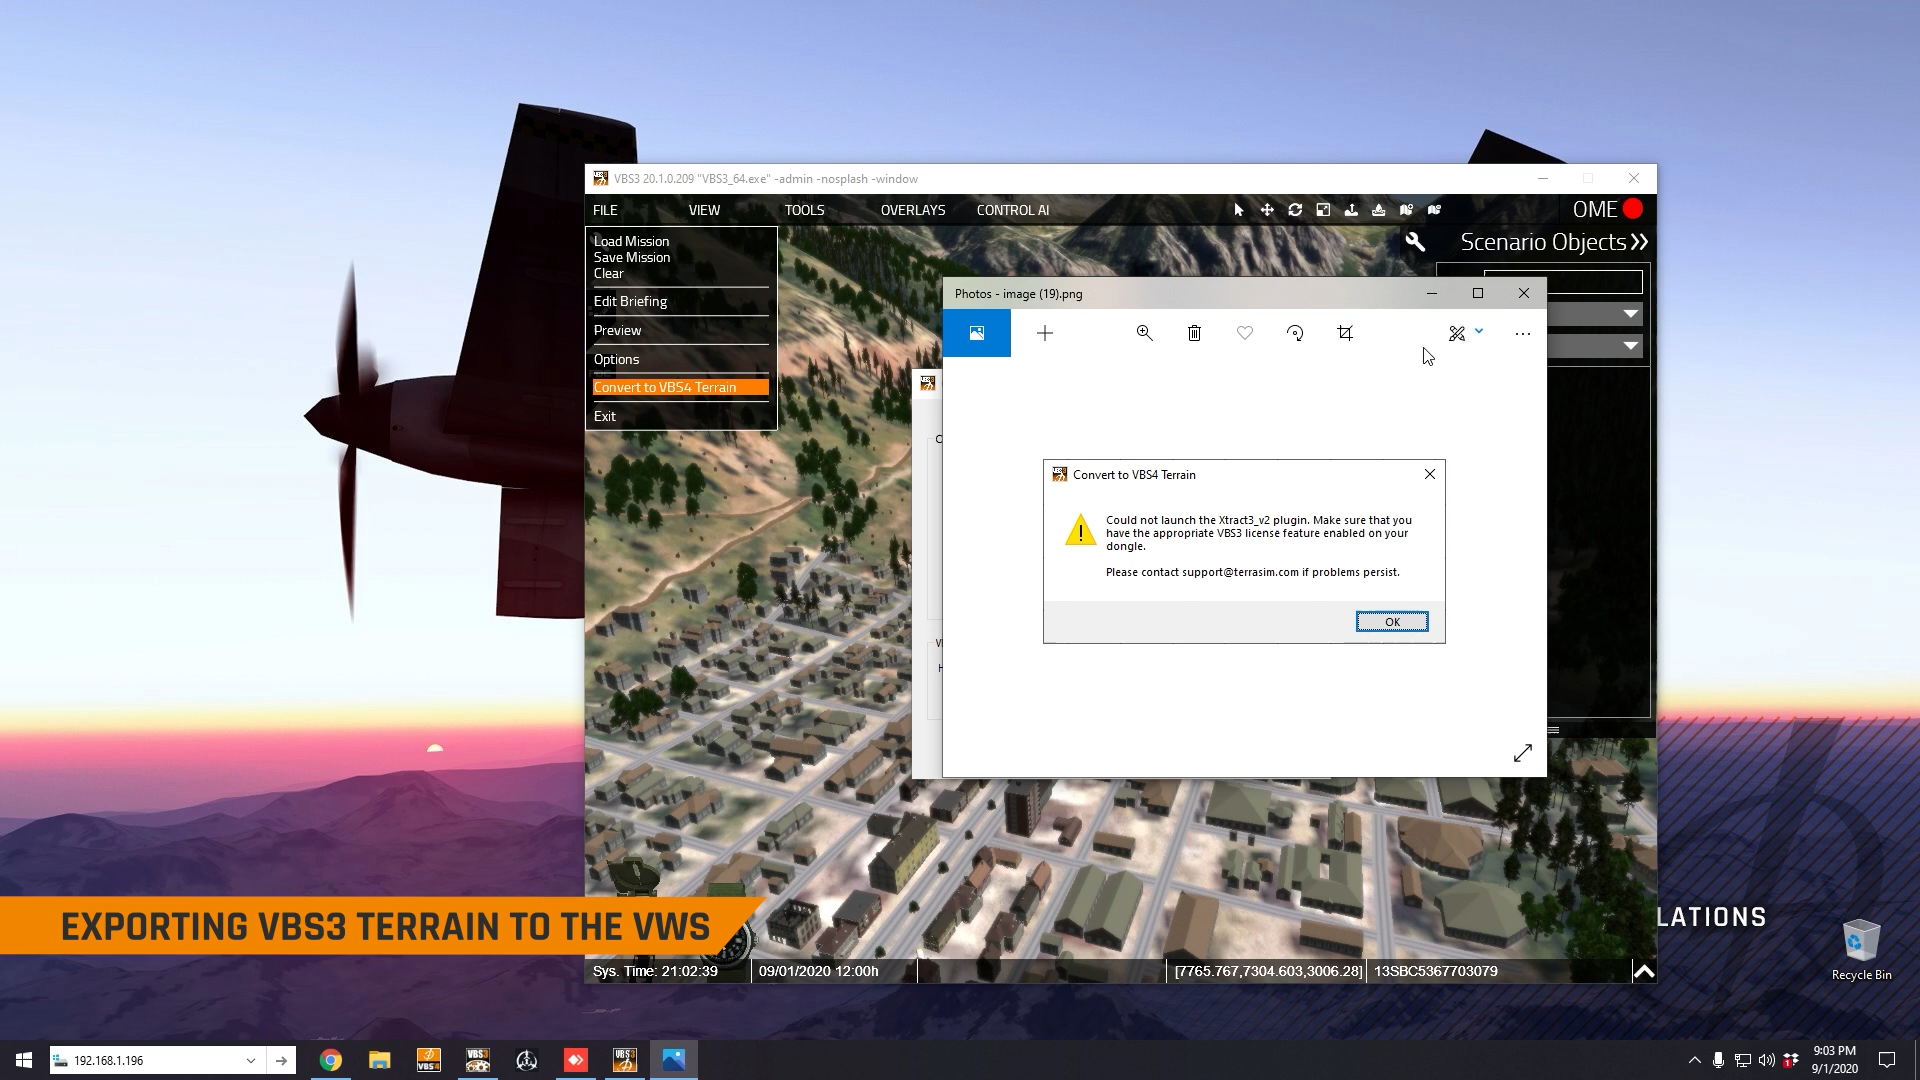 VBS3 20.1.0.209 "VBS3_64.exe" -admin -nosplash -window
FILE VIEW TOOLS OVERLAYS CONTROL AI
OME
Scenario Objects
Load Mission
Save Mission
Clear
Edit Briefing
Preview
Options
Convert to VBS4 Terrain
Exit
Photos - image (19).png
Convert to VBS4 Terrain
Could not launch the Xtract3_v2 plugin. Make sure that you
have the appropriate VBS3 license feature enabled on your
dongle.
Please contact support@terrasim.com if problems persist.
OK
EXPORTING VBS3 TERRAIN TO THE VWS
LATIONS
Recycle Bin
Sys. Time: 21:02:39 09/01/2020 12:00h [7765.767,7304.603,3006.28] 13SBC5367703079
192.168.1.196
VBS4
VBS3
VBS3
9:03 PM
9/1/2020